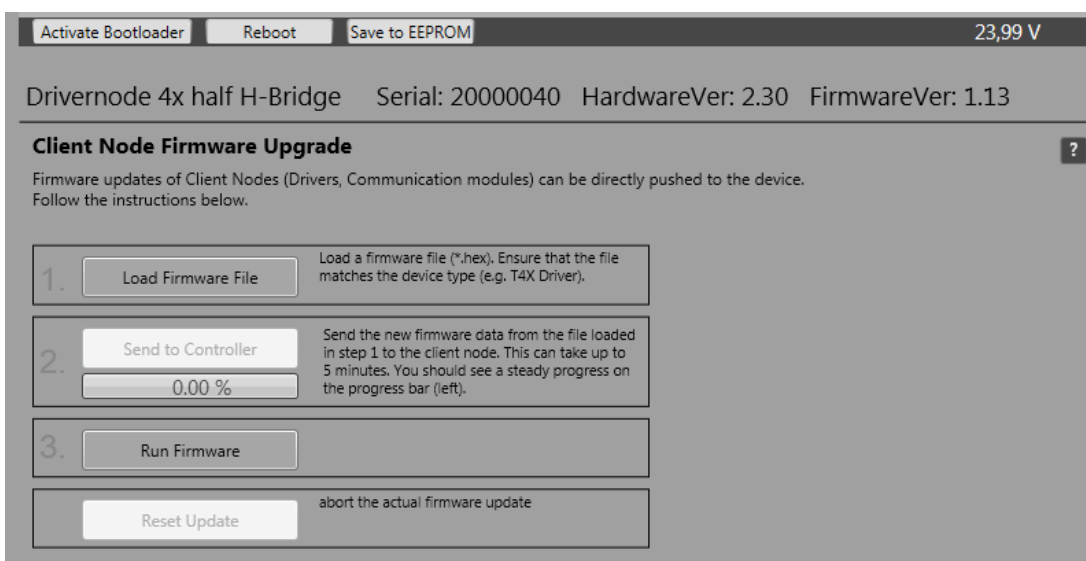 Activate Bootloader Reboot Save to EEPROM 23,99 V
Drivernode 4x half H-Bridge Serial: 20000040 HardwareVer: 2.30 FirmwareVer: 1.13
Client Node Firmware Upgrade ?
Firmware updates of Client Nodes (Drivers, Communication modules) can be directly pushed to the device.
Follow the instructions below.
1. Load Firmware File
Load a firmware file (*.hex). Ensure that the file
matches the device type (e.g. T4X Driver).
2. Send to Controller
0.00 %
Send the new firmware data from the file loaded
in step 1 to the client node. This can take up to
5 minutes. You should see a steady progress on
the progress bar (left).
3. Run Firmware
Reset Update
abort the actual firmware update